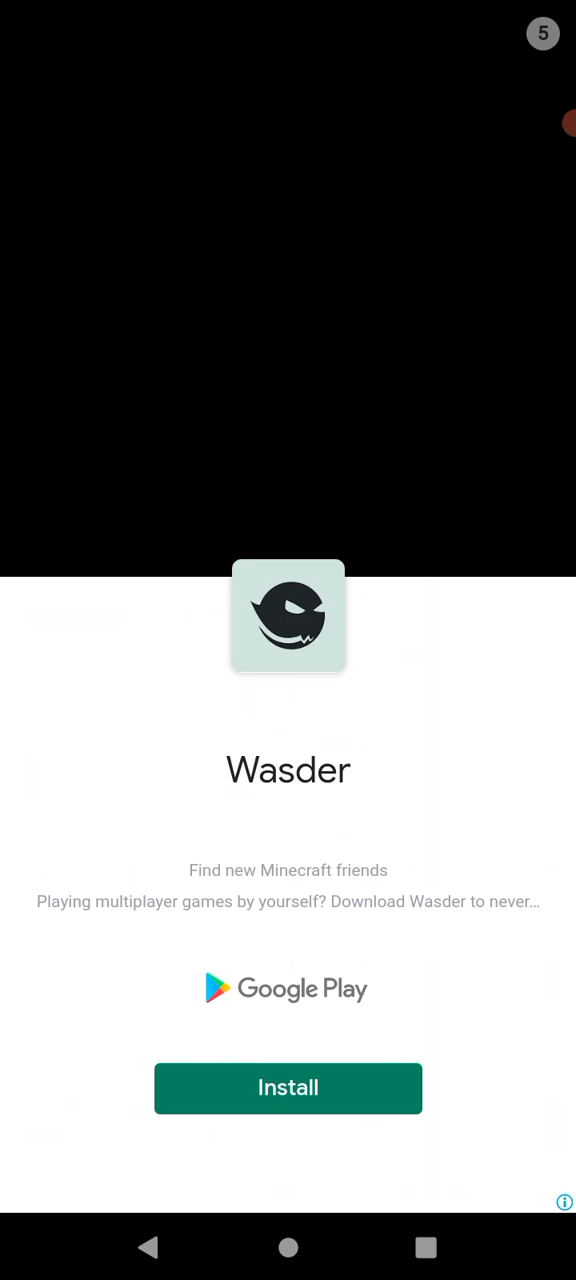 5
Wasder
Find new Minecraft friends
Playing multiplayer games by yourself? Download Wasder to never...
Google Play
Install